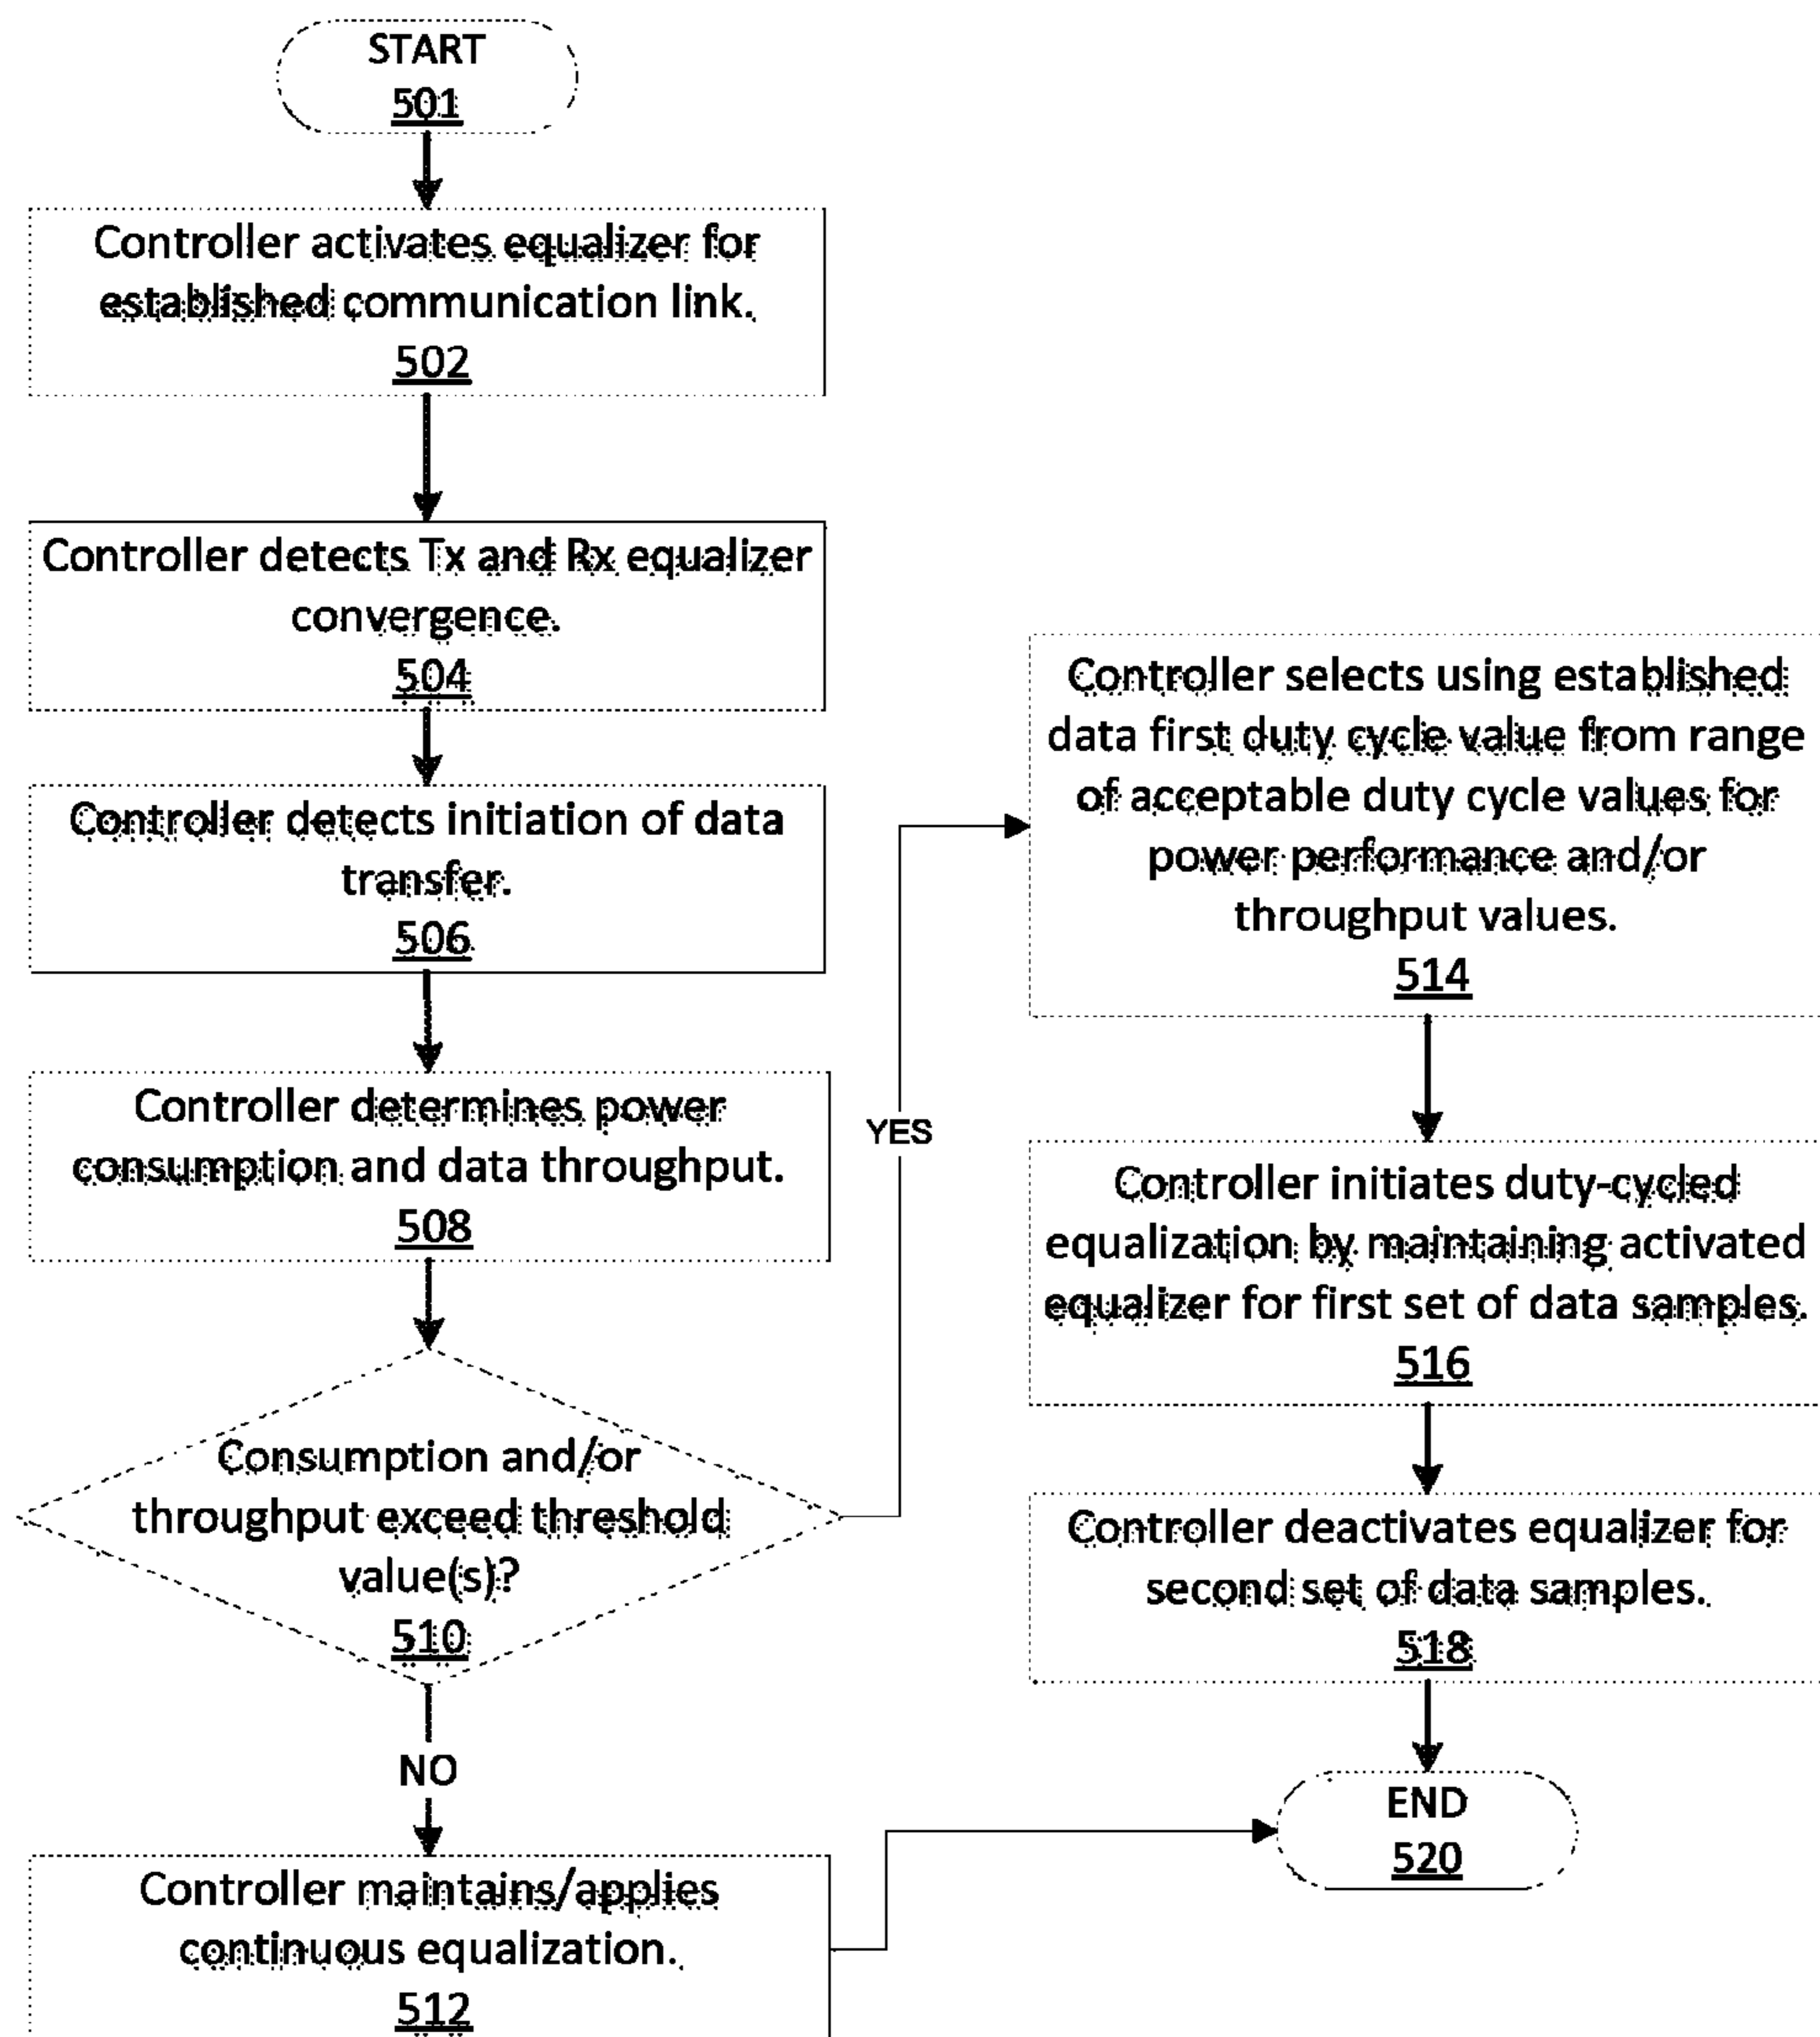 START
501
Controller activates equalizer for
established communication link.
502
Controller detects Tx and Rx equalizer
convergence.
504
Controller detects initiation of data
transfer.
506
Controller determines power
consumption and data throughput.
508
Consumption and/or
throughput exceed threshold
value(s)?
510
NO
Controller maintains/applies
continuous equalization.
512
YES
Controller selects using established
data first duty cycle value from range
of acceptable duty cycle values for
power performance and/or
throughput values.
514
Controller initiates duty-cycled
equalization by maintaining activated
equalizer for first set of data samples.
516
Controller deactivates equalizer for
second set of data samples.
518
END
520